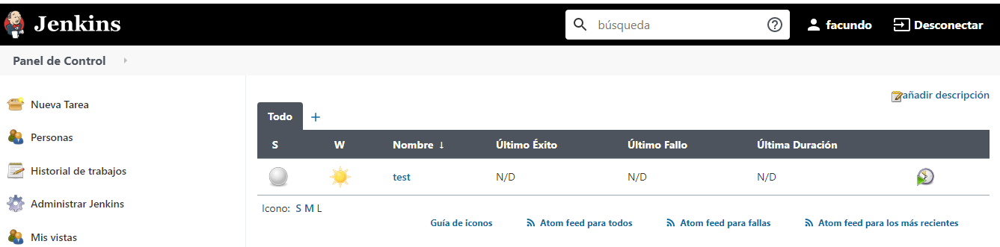 Jenkins
búsqueda
facundo
Desconectar
Panel de Control
Nueva Tarea
Personas
Historial de trabajos
Administrar Jenkins
Mis vistas
añadir descripción
Todo +
S W Nombre ↓ Último Éxito Último Fallo Última Duración
test N/D N/D N/D
Icono: S M L
Guía de iconos Atom feed para todos Atom feed para fallas Atom feed para los más recientes